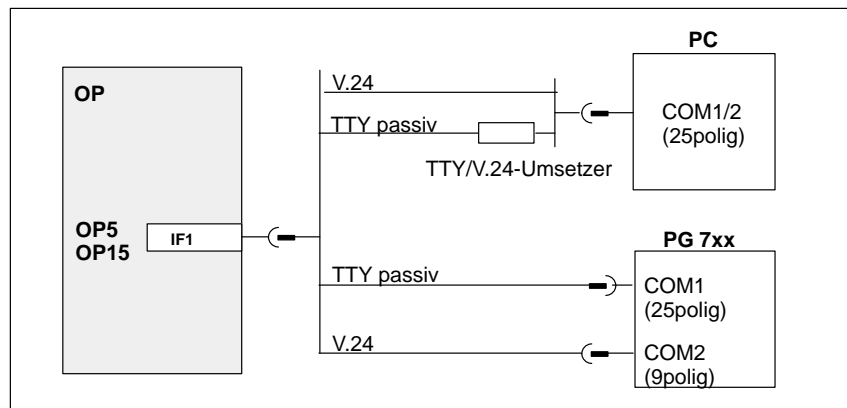 PC
V.24
OP
COM1/2
(25polig)
TTY passiv
TTY/V.24-Umsetzer
OP5
OP15
IF1
PG 7xx
TTY passiv
COM1
(25polig)
V.24
COM2
(9polig)